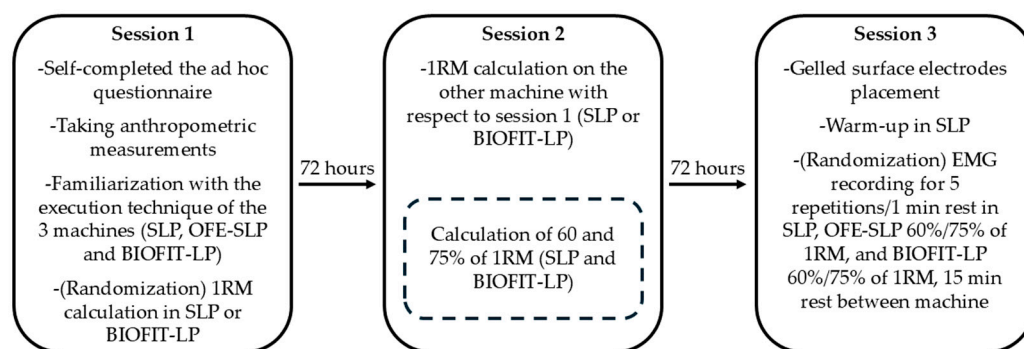 Session 1
-Self-completed the ad hoc
questionnaire
-Taking anthropometric
measurements
-Familiarization with the
execution technique of the
3 machines (SLP, OFE-SLP
and BIOFIT-LP)
-(Randomization) 1RM
calculation in SLP or
BIOFIT-LP
72 hours
Session 2
-1RM calculation on the
other machine with
respect to session 1 (SLP or
BIOFIT-LP)
Calculation of 60 and
75% of 1RM (SLP and
BIOFIT-LP)
72 hours
Session 3
-Gelled surface electrodes
placement
-Warm-up in SLP
-(Randomization) EMG
recording for 5
repetitions/1 min rest in
SLP, OFE-SLP 60%/75% of
1RM, and BIOFIT-LP
60%/75% of 1RM, 15 min
rest between machine